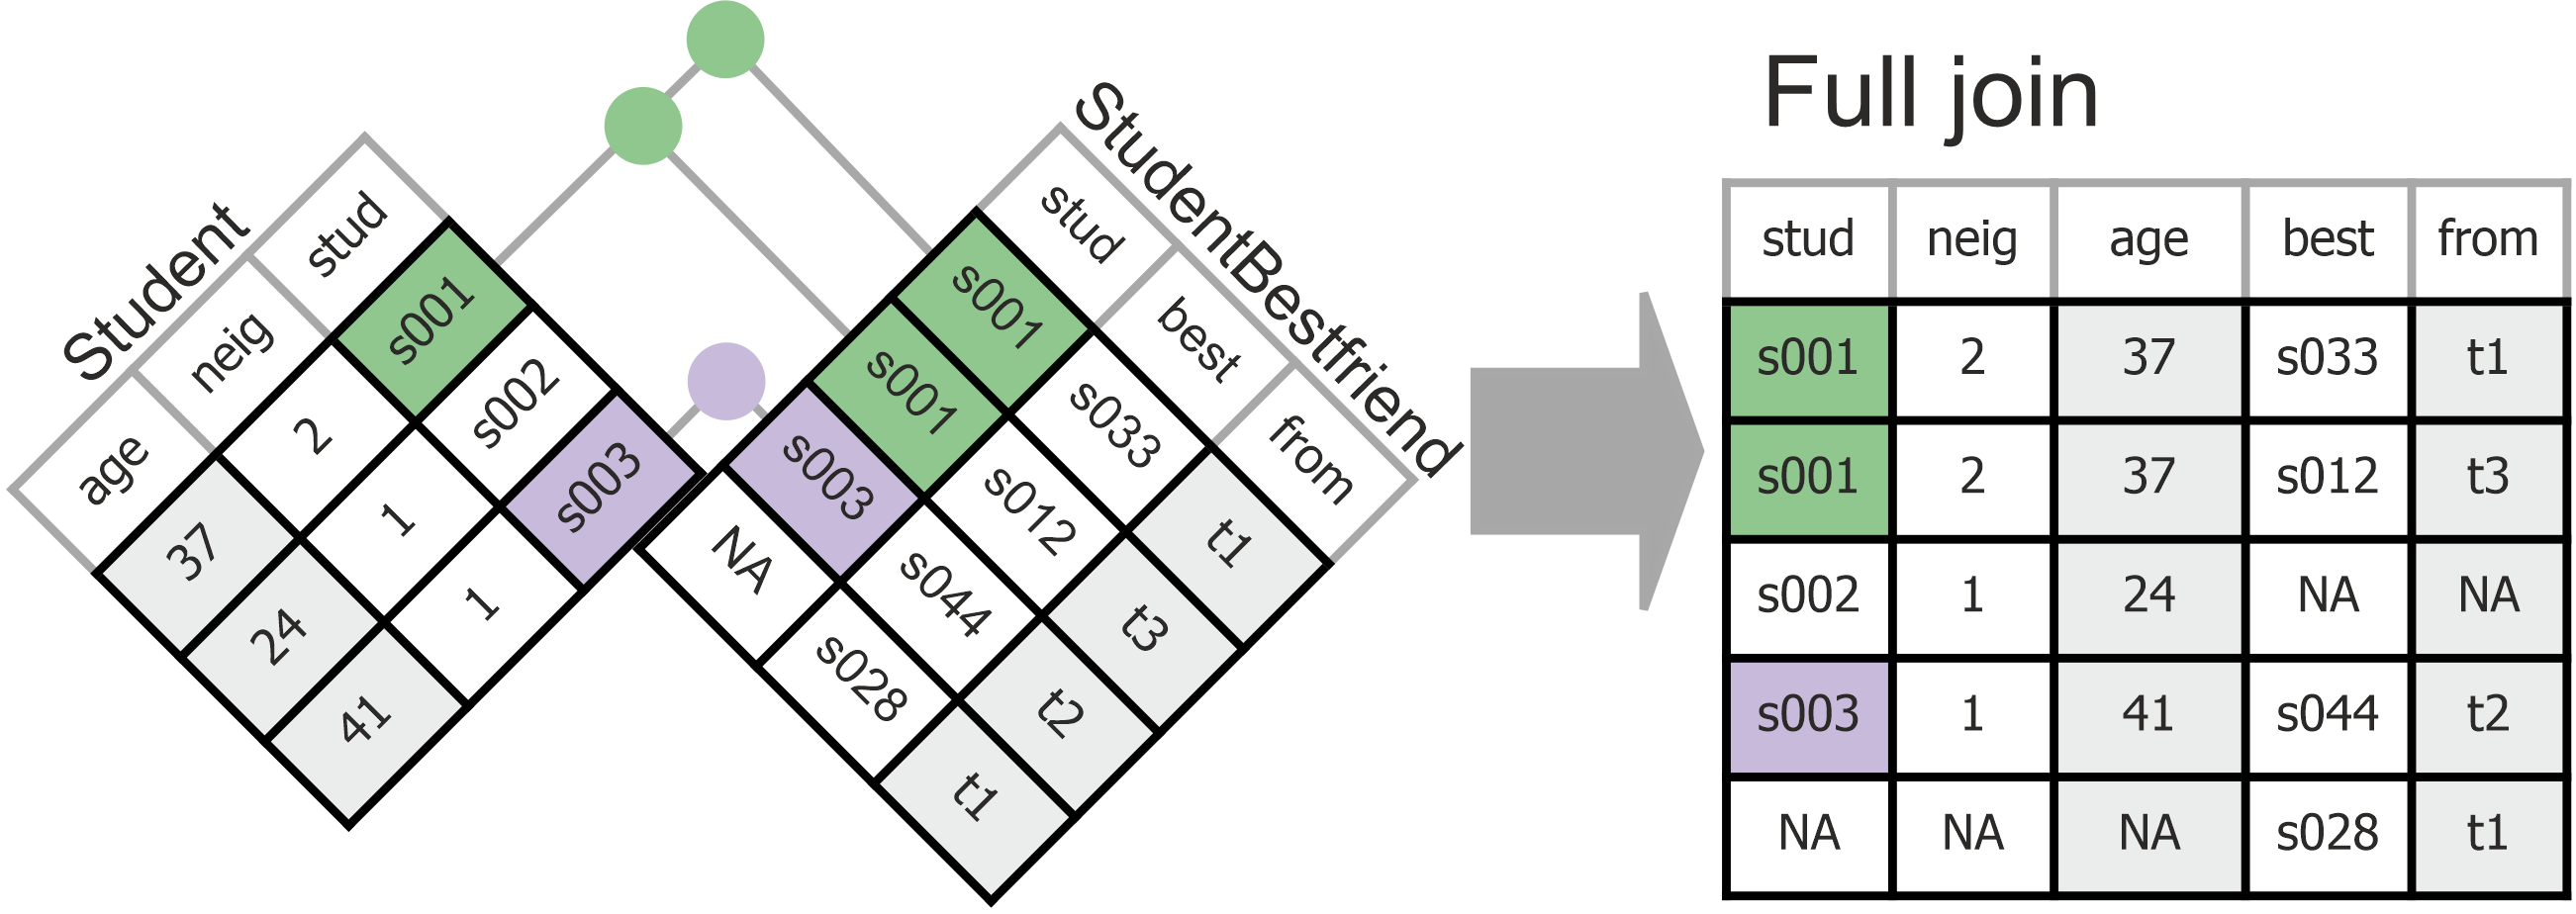 Student
stud neig age
s001 2 37
s002 1 24
s003 1 41
StudentBestfriend
stud best from
s001 s033 t1
s001 s012 t3
s003 s044 t2
NA s028 t1
Full join
stud neig age best from
s001 2 37 s033 t1
s001 2 37 s012 t3
s002 1 24 NA NA
s003 1 41 s044 t2
NA NA NA s028 t1